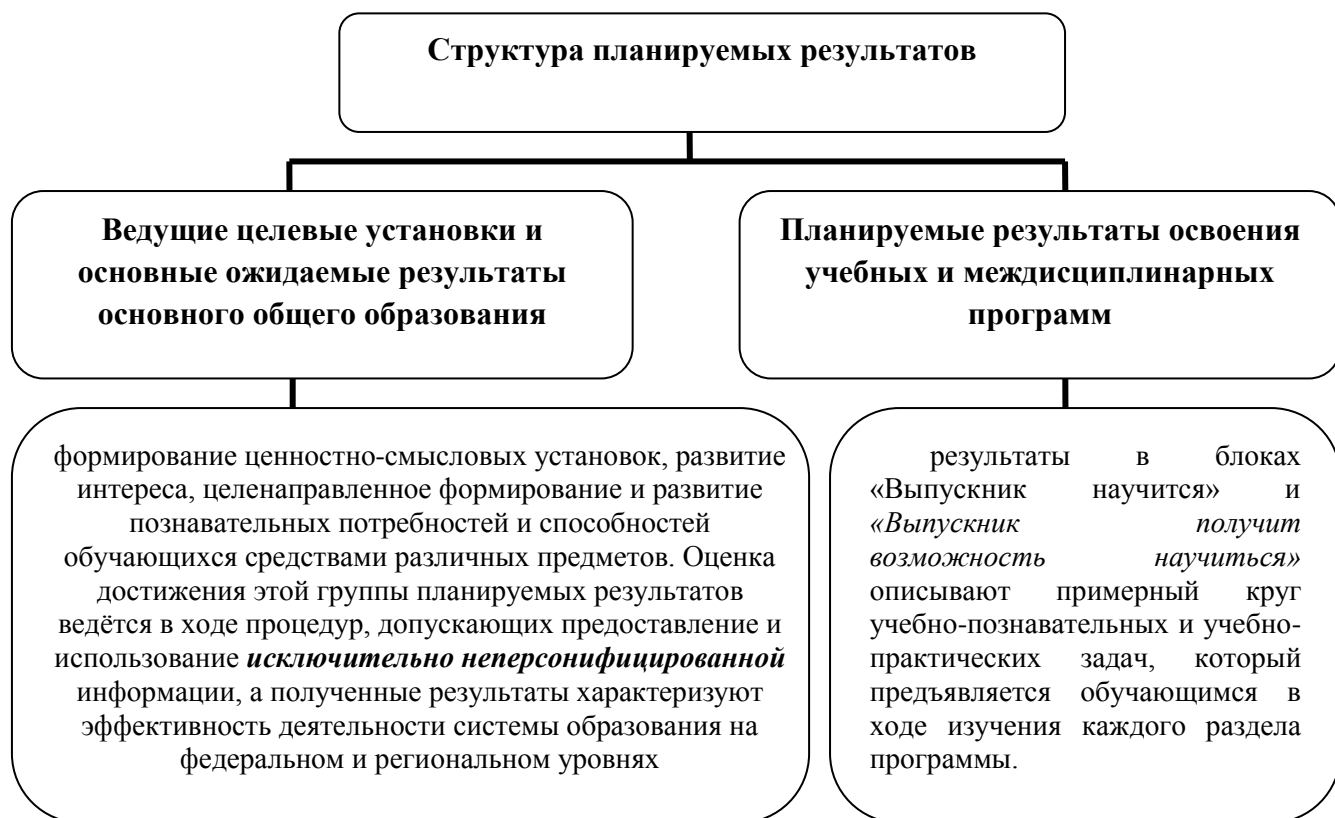 Структура планируемых результатов
Ведущие целевые установки и
основные ожидаемые результаты
основного общего образования
Планируемые результаты освоения
учебных и междисциплинарных
программ
формирование ценностно-смысловых установок, развитие
интереса, целенаправленное формирование и развитие
познавательных потребностей и способностей
обучающихся средствами различных предметов. Оценка
достижения этой группы планируемых результатов
ведётся в ходе процедур, допускающих предоставление и
использование исключительно неперсонифицированной
информации, а полученные результаты характеризуют
эффективность деятельности системы образования на
федеральном и региональном уровнях
результаты в блоках
«Выпускник научится» и
«Выпускник получит
возможность научиться»
описывают примерный круг
учебно-познавательных и учебно-
практических задач, который
предъявляется обучающимся в
ходе изучения каждого раздела
программы.